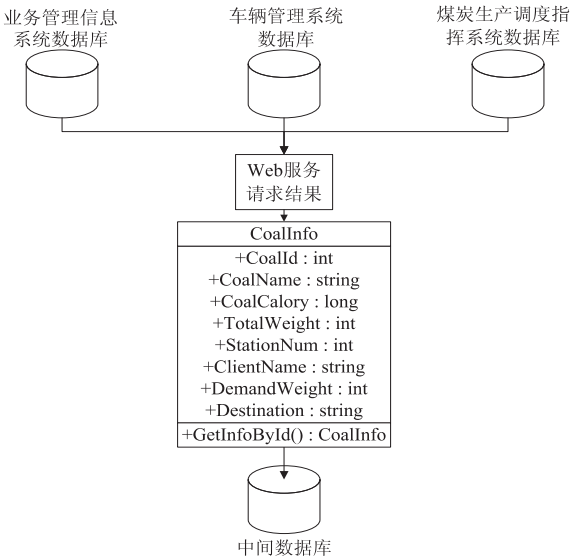 业务管理信息
系统数据库
车辆管理系统
数据库
煤炭生产调度指
挥系统数据库
Web服务
请求结果
CoalInfo
+CoalId : int
+CoalName : string
+CoalCalory : long
+TotalWeight : int
+StationNum : int
+ClientName : string
+DemandWeight : int
+Destination : string
+GetInfoById() : CoalInfo
中间数据库